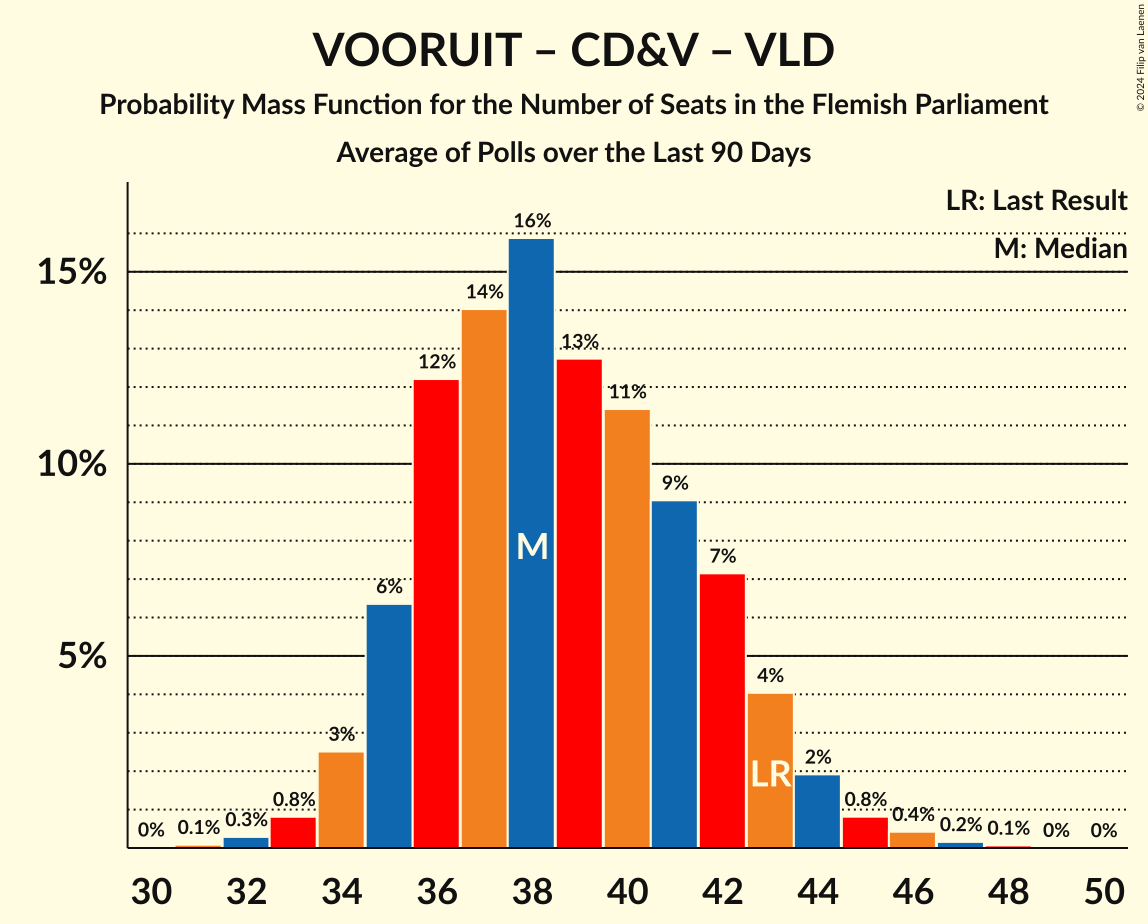 VOORUIT – CD&V – VLD
Probability Mass Function for the Number of Seats in the Flemish Parliament
Average of Polls over the Last 90 Days
© 2024 Filip van Laenen
LR: Last Result
M: Median
15%
10%
5%
0%
0.1%
0.3%
0.8%
3%
6%
12%
14%
16%
13%
11%
9%
7%
4%
2%
0.8%
0.4%
0.2%
0.1%
0%
0%
M
LR
30 32 34 36 38 40 42 44 46 48 50